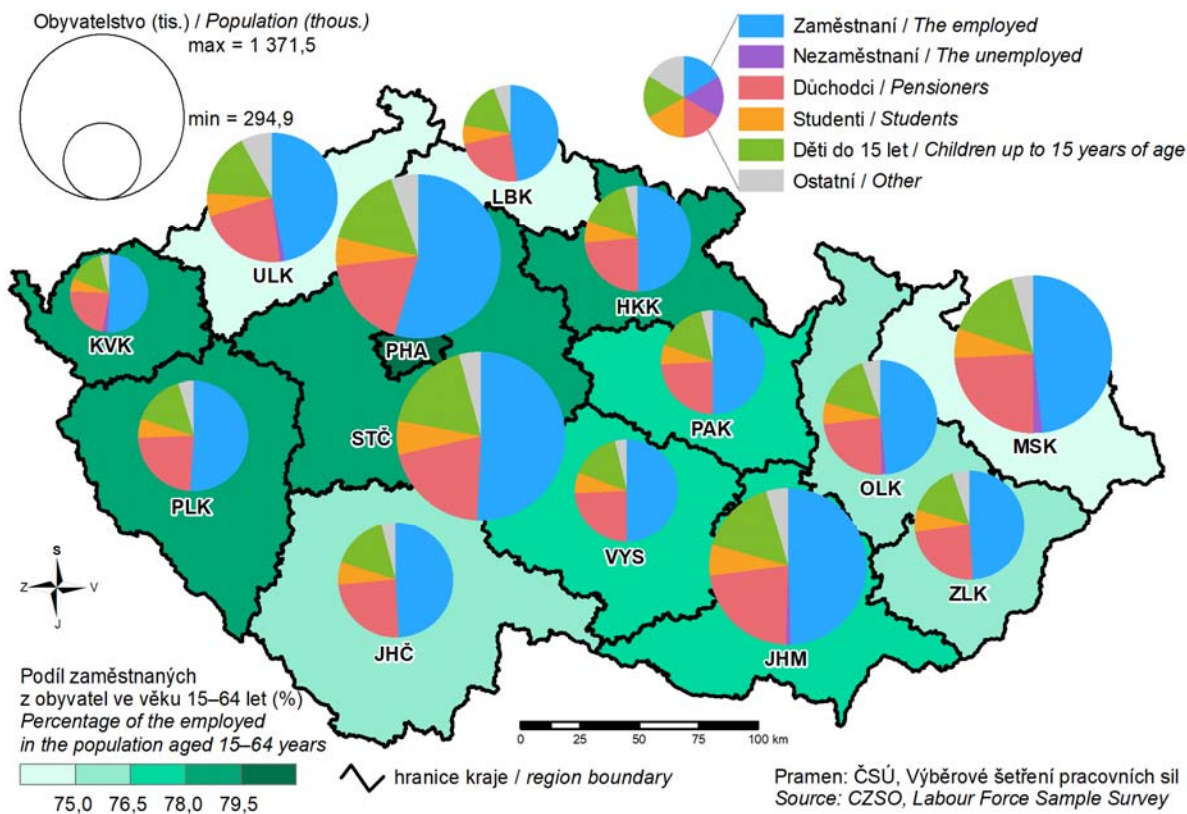 Obyvatelstvo (tis.) / Population (thous.)
max = 1 371,5
min = 294,9
Zaměstnaní / The employed
Nezaměstnaní / The unemployed
Důchodci / Pensioners
Studenti / Students
Děti do 15 let / Children up to 15 years of age
Ostatní / Other
LBK
ULK
HKK
KVK
PHA
STČ
PAK
MSK
PLK
OLK
VYS
ZLK
JHČ
JHM
S
Z V
J
Podíl zaměstnaných
z obyvatel ve věku 15–64 let (%)
Percentage of the employed
in the population aged 15–64 years
75,0 76,5 78,0 79,5
hranice kraje / region boundary
0 25 50 75 100 km
Pramen: ČSÚ, Výběrové šetření pracovních sil
Source: CZSO, Labour Force Sample Survey